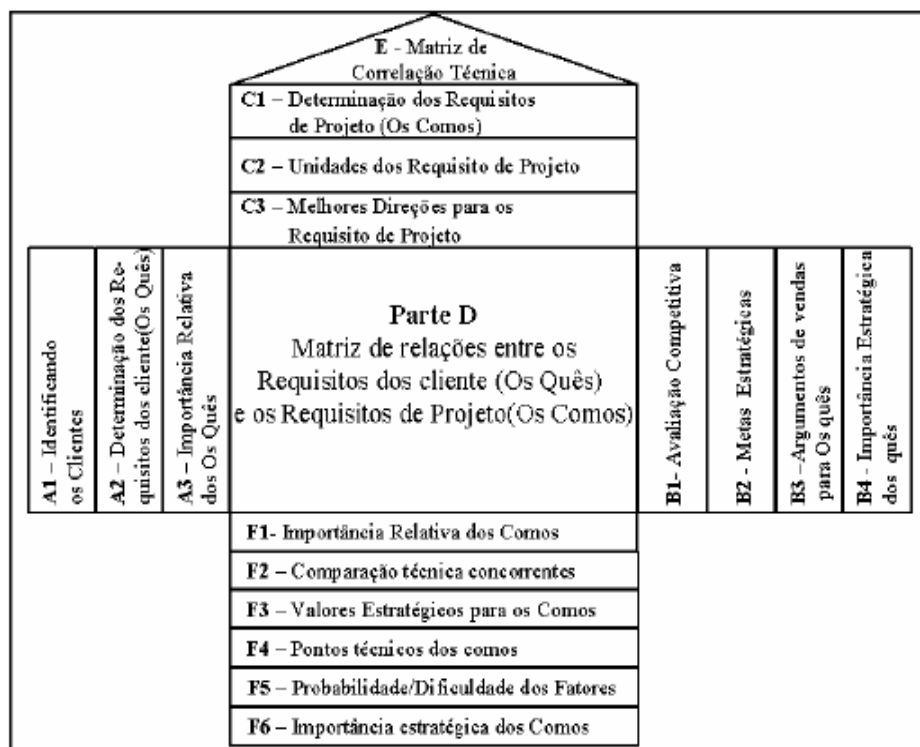 E - Matriz de
Correlação Técnica
C1 – Determinação dos Requisitos
de Projeto (Os Comos)
C2 – Unidades dos Requisito de Projeto
C3 – Melhores Direções para os
Requisito de Projeto
A1 – Identificando
os Clientes
A2 – Determinação dos Re-
quisitos dos cliente(Os Quês)
A3 – Importância Relativa
dos Os Quês
Parte D
Matriz de relações entre os
Requisitos dos cliente (Os Quês)
e os Requisitos de Projeto(Os Comos)
B1- Avaliação Competitiva
B2 - Metas Estratégicas
B3 –Argumentos de vendas
para Os quês
B4 - Importância Estratégica
dos quês
F1- Importância Relativa dos Comos
F2 – Comparação técnica concorrentes
F3 – Valores Estratégicos para os Comos
F4 – Pontos técnicos dos comos
F5 – Probabilidade/Dificuldade dos Fatores
F6 – Importância estratégica dos Comos